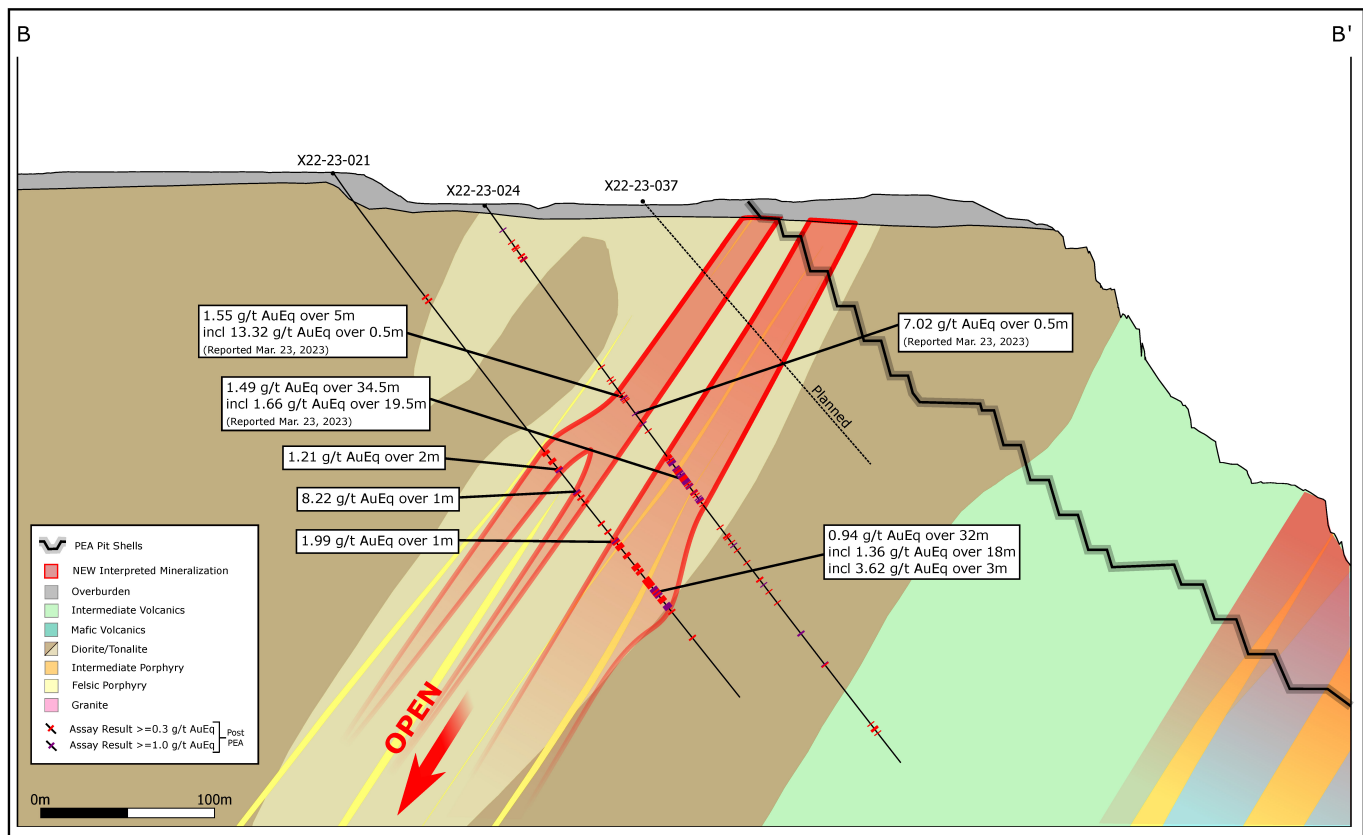 B
B'
X22-23-021
X22-23-024
X22-23-037
1.55 g/t AuEq over 5m
incl 13.32 g/t AuEq over 0.5m
(Reported Mar. 23, 2023)
7.02 g/t AuEq over 0.5m
(Reported Mar. 23, 2023)
1.49 g/t AuEq over 34.5m
incl 1.66 g/t AuEq over 19.5m
(Reported Mar. 23, 2023)
Planned
1.21 g/t AuEq over 2m
8.22 g/t AuEq over 1m
1.99 g/t AuEq over 1m
0.94 g/t AuEq over 32m
incl 1.36 g/t AuEq over 18m
incl 3.62 g/t AuEq over 3m
PEA Pit Shells
NEW Interpreted Mineralization
Overburden
Intermediate Volcanics
Mafic Volcanics
Diorite/Tonalite
Intermediate Porphyry
Felsic Porphyry
Granite
Assay Result >=0.3 g/t AuEq
Assay Result >=1.0 g/t AuEq
Post
PEA
OPEN
0m
100m